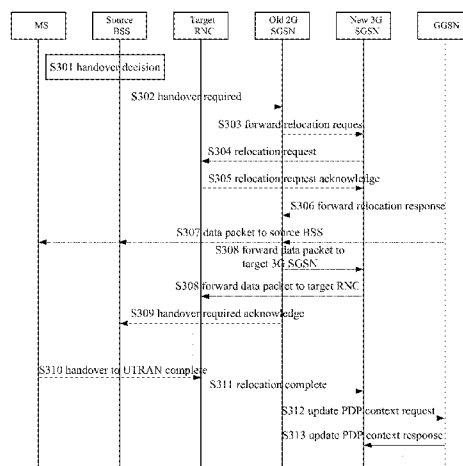 MS
Source
BSS
Target
RNC
Old 2G
SGSN
New 3G
SGSN
GGSN
S301 handover decision
S302 handover required
S303 forward relocation reques
S304 relocation request
S305 relocation request acknowledge
S306 forward relocation response
S307 data packet to source BSS
S308 forward data packet to
target 3G SGSN
S308 forward data packet to target RNC
S309 handover required acknowledge
S310 handover to UTRAN complete
S311 relocation complete
S312 update PDP context request
S313 update PDP context response